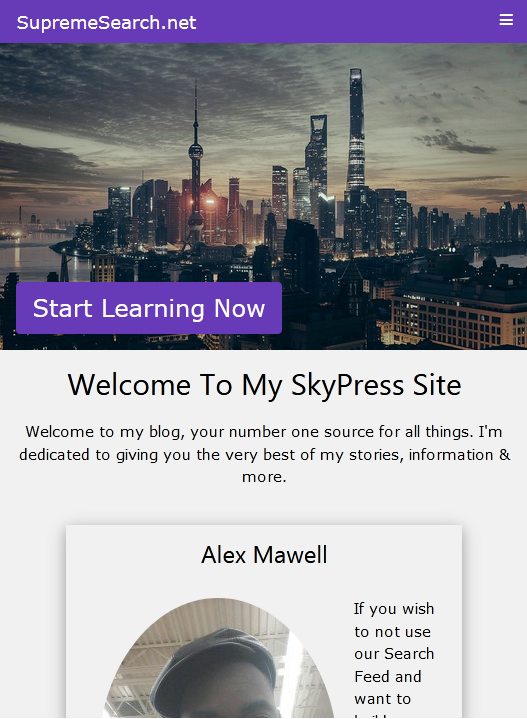 SupremeSearch.net
Start Learning Now
Welcome To My SkyPress Site
Welcome to my blog, your number one source for all things. I'm
dedicated to giving you the very best of my stories, information &
more.
Alex Mawell
If you wish
to not use
our Search
Feed and
want to